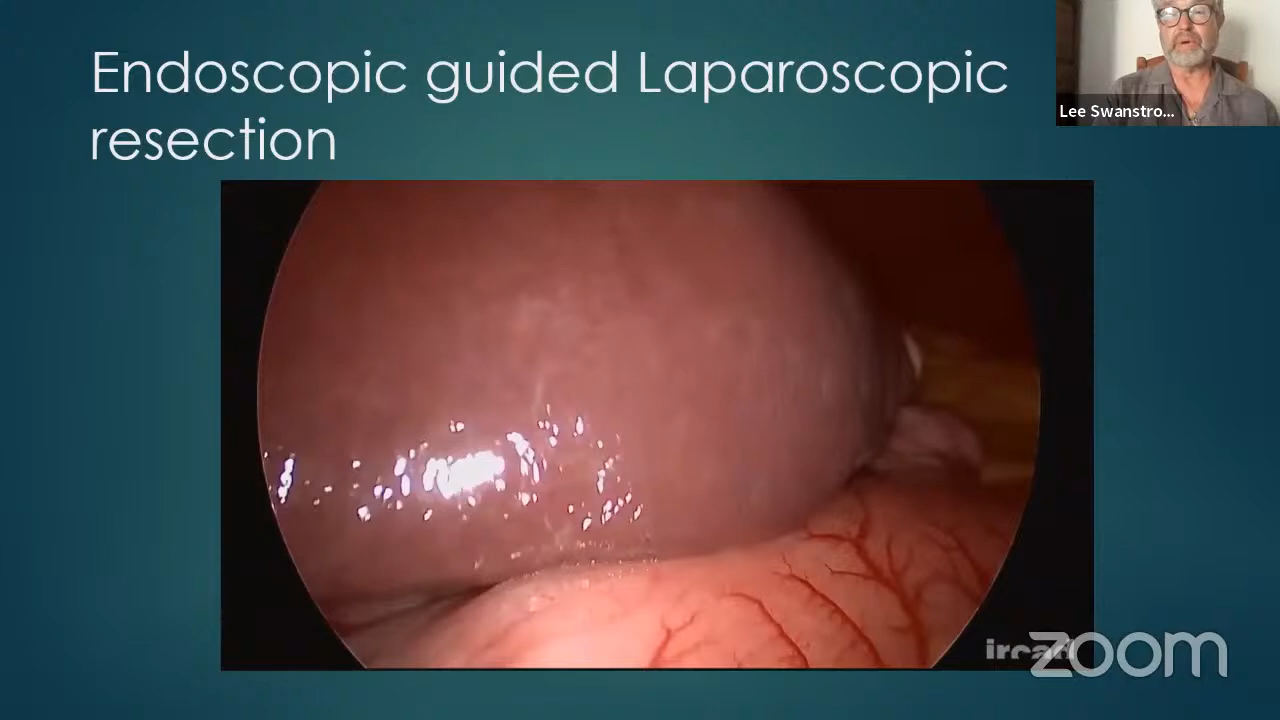 Endoscopic guided Laparoscopic
resection
Lee Swanstro...
ircad
zoom